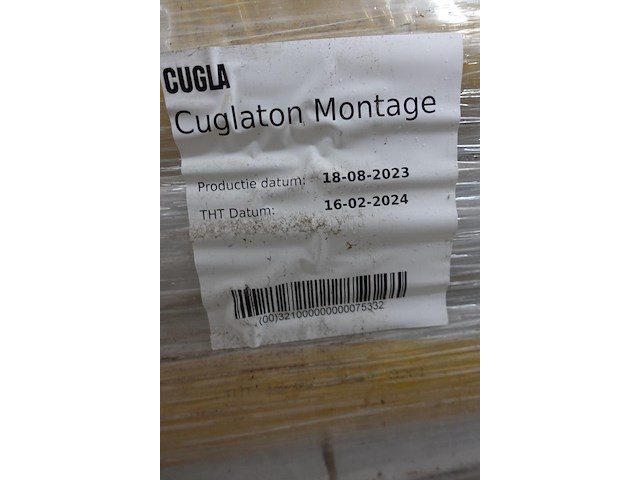 CUGLA
Cuglaton Montage
Productie datum: 18-08-2023
THT Datum: 16-02-2024
(00)321000000000075332